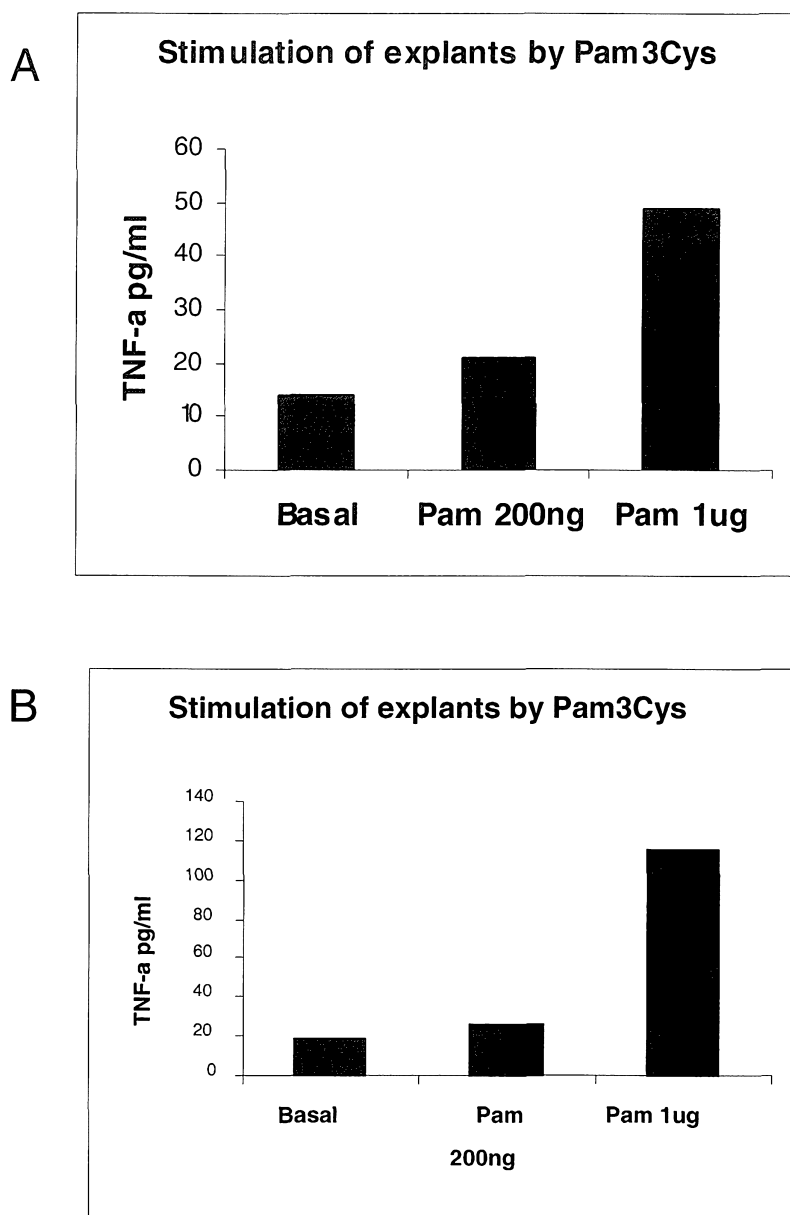 A
Stimulation of explants by Pam3Cys
60
50
40
30
20
10
0
TNF-a pg/ml
Basal
Pam 200ng
Pam 1ug
B
Stimulation of explants by Pam3Cys
140
120
100
80
60
40
20
0
TNF-a pg/ml
Basal
Pam
200ng
Pam 1ug